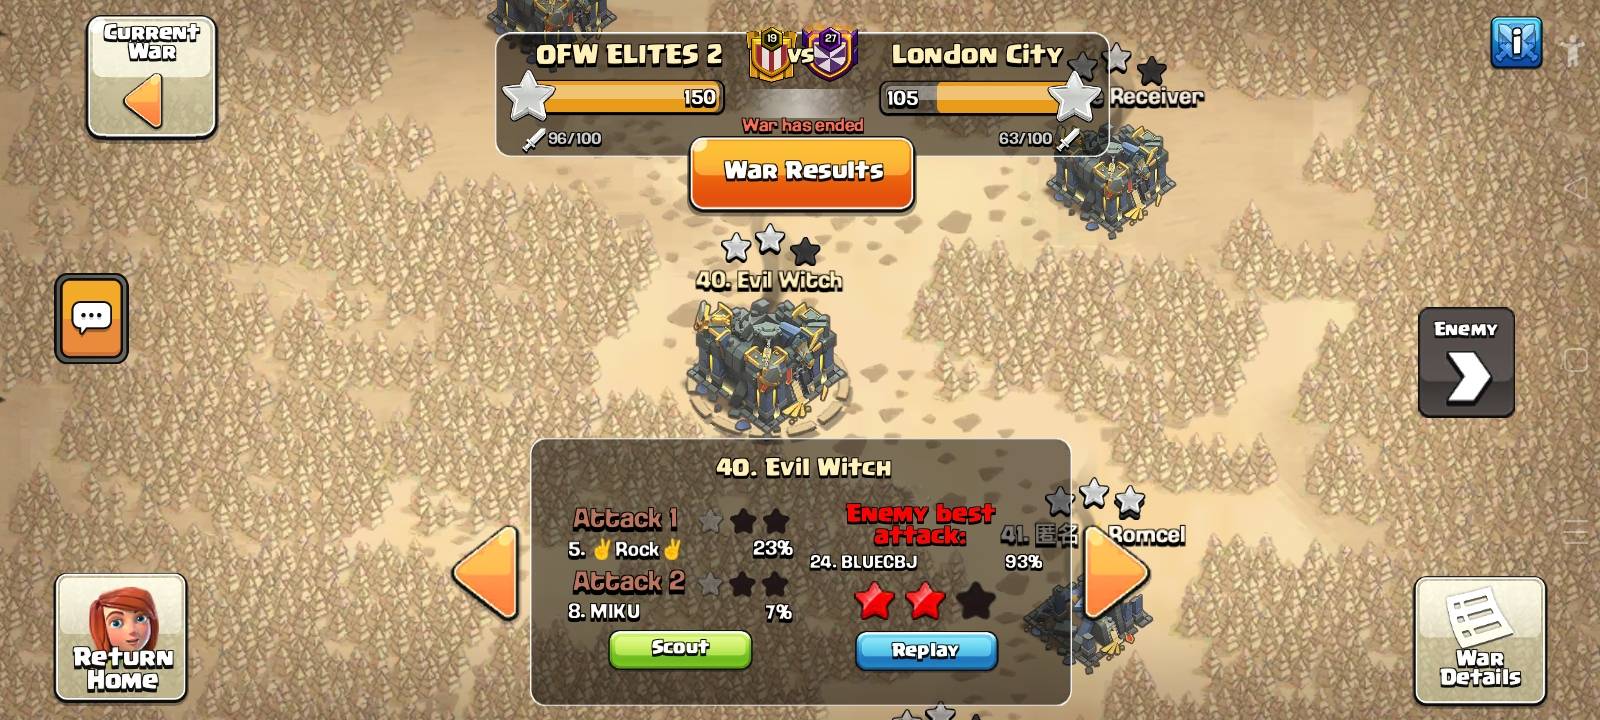 Current
War
OFW ELITES 2
19
vs
27
London City
150
105
Receiver
War has ended
96/100
63/100
War Results
40. Evil Witch
Enemy
40. Evil Witch
Attack 1
5. ✌Rock✌
23%
Attack 2
8. MIKU
7%
Scout
Enemy best
attack:
24. BLUECBJ
93%
Replay
41. 匿名
Romcel
Return
Home
War
Details